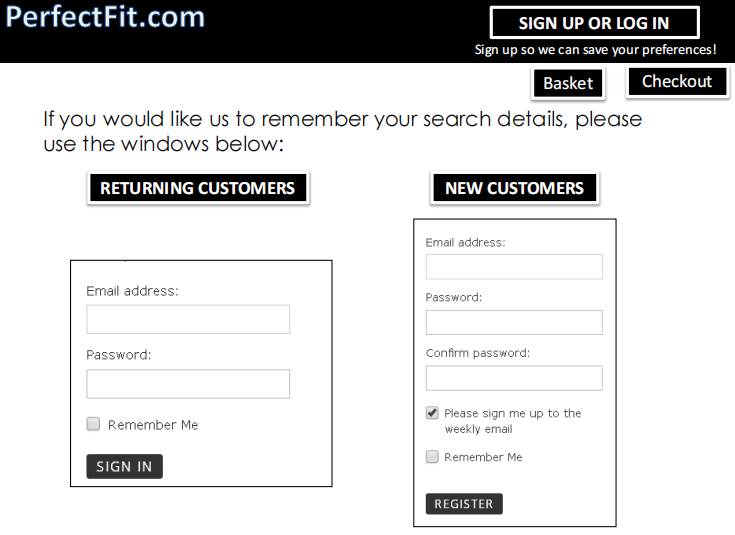 PerfectFit.com
SIGN UP OR LOG IN
Sign up so we can save your preferences!
Basket
Checkout
If you would like us to remember your search details, please
use the windows below:
RETURNING CUSTOMERS
Email address:
Password:
Remember Me
SIGN IN
NEW CUSTOMERS
Email address:
Password:
Confirm password:
Please sign me up to the
weekly email
Remember Me
REGISTER